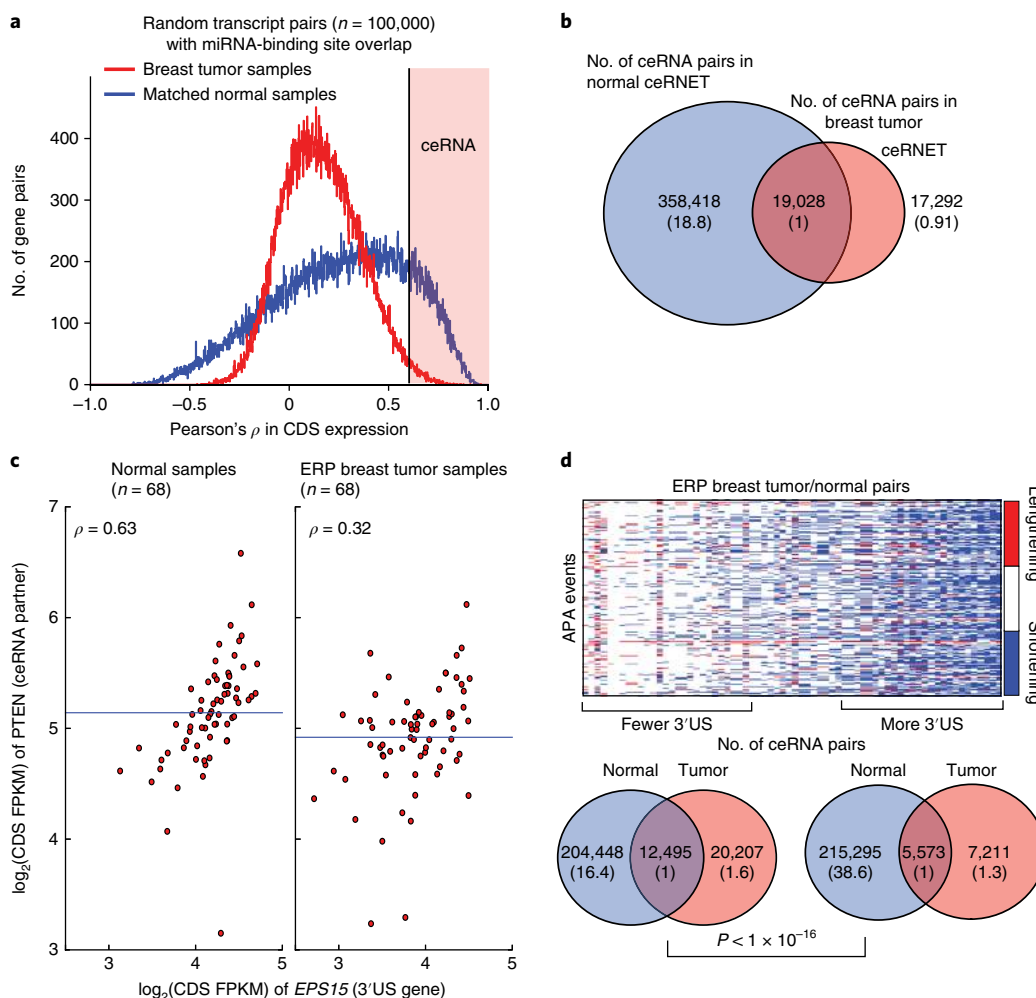 a
Random transcript pairs (n = 100,000)
with miRNA-binding site overlap
Breast tumor samples
Matched normal samples
ceRNA
No. of gene pairs
400
300
200
100
0
−1.0
−0.5
0
0.5
1.0
Pearson's ρ in CDS expression
b
No. of ceRNA pairs in
normal ceRNET
No. of ceRNA pairs in
breast tumor
ceRNET
358,418
(18.8)
19,028
(1)
17,292
(0.91)
c
Normal samples
(n = 68)
ERP breast tumor samples
(n = 68)
ρ = 0.63
ρ = 0.32
log2(CDS FPKM) of PTEN (ceRNA partner)
7
6
5
4
3
3
4
5
3
4
5
log2(CDS FPKM) of EPS15 (3′US gene)
d
ERP breast tumor/normal pairs
APA events
Lengthening
Shortening
Fewer 3′US
More 3′US
No. of ceRNA pairs
Normal
Tumor
Normal
Tumor
204,448
(16.4)
12,495
(1)
20,207
(1.6)
215,295
(38.6)
5,573
(1)
7,211
(1.3)
P < 1 × 10−16